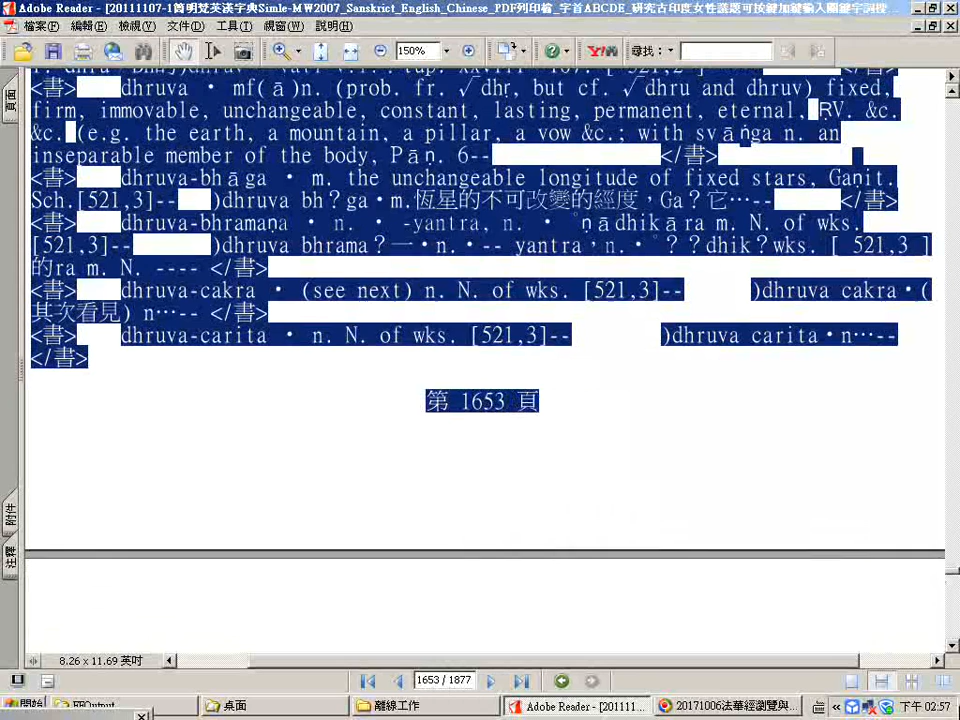 Adobe Reader - [20111107-1簡明梵英漢字典Simle-MW2007_Sanskrict_English_Chinese_PDF列印檔_字首ABCDE_研究古印度女性議題可按鍵加鍵輸入關鍵字詞搜
檔案(F) 編輯(E) 檢視(V) 文件(D) 工具(T) 視窗(W) 說明(H)
150% 尋找：
頁面
<書> dhruva · mf(ā)n. (prob. fr. √dhṛ, but cf. √dhru and dhruv) fixed,
firm, immovable, unchangeable, constant, lasting, permanent, eternal, RV. &c.
&c. (e.g. the earth, a mountain, a pillar, a vow &c.; with svāṅga n. an
inseparable member of the body, Pāṇ. 6-- </書>
<書> dhruva-bhāga · m. the unchangeable longitude of fixed stars, Gaṇit.
Sch.[521,3]-- )dhruva bh？ga·m.恆星的不可改變的經度，Ga？它…-- </書>
<書> dhruva-bhramaṇa · n. · -yantra, n. · °ṇādhikāra m. N. of wks.
[521,3]-- )dhruva bhrama？一·n.·-- yantra，n.·°？？dhik？wks. [ 521,3 ]
的ra m. N. ---- </書>
<書> dhruva-cakra · (see next) n. N. of wks. [521,3]-- )dhruva cakra·(
其次看見) n…-- </書>
<書> dhruva-carita · n. N. of wks. [521,3]-- )dhruva carita·n…--
</書>
第 1653 頁
附件
注釋
8.26 x 11.69 英吋
1653 / 1877
開始 FFOutput 桌面 離線工作 Adobe Reader - [201111... 20171006法華經瀏覽與... 下午 02:57